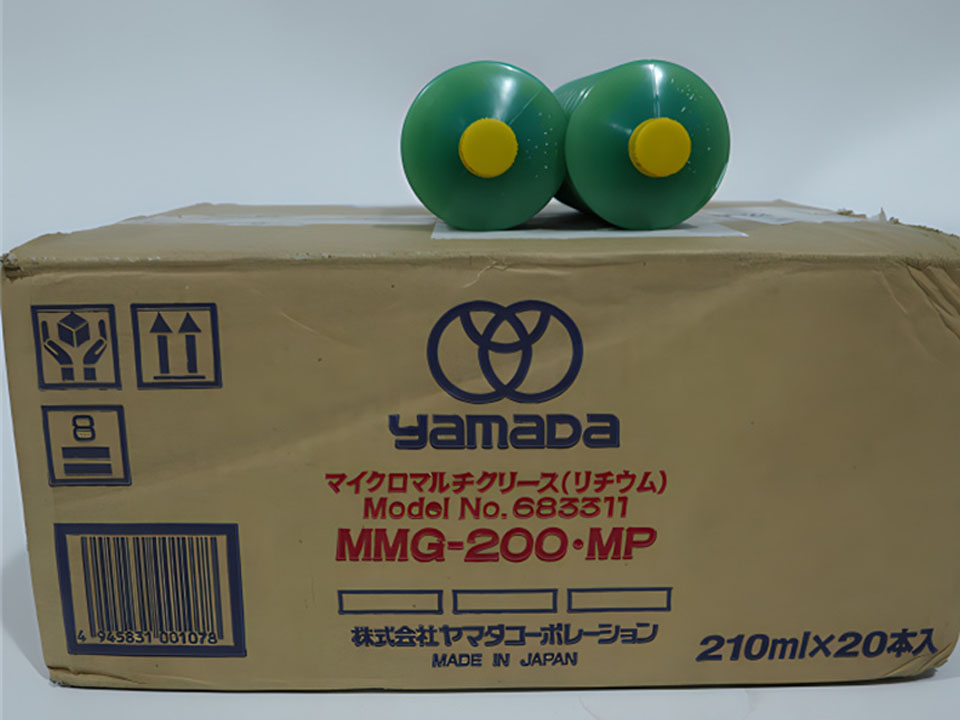 8
yamada
マイクロマルチグリース(リチウム)
Model No. 683311
MMG-200・MP
4 945831 001078
株式会社ヤマダコーポレーション
MADE IN JAPAN
210ml×20本入